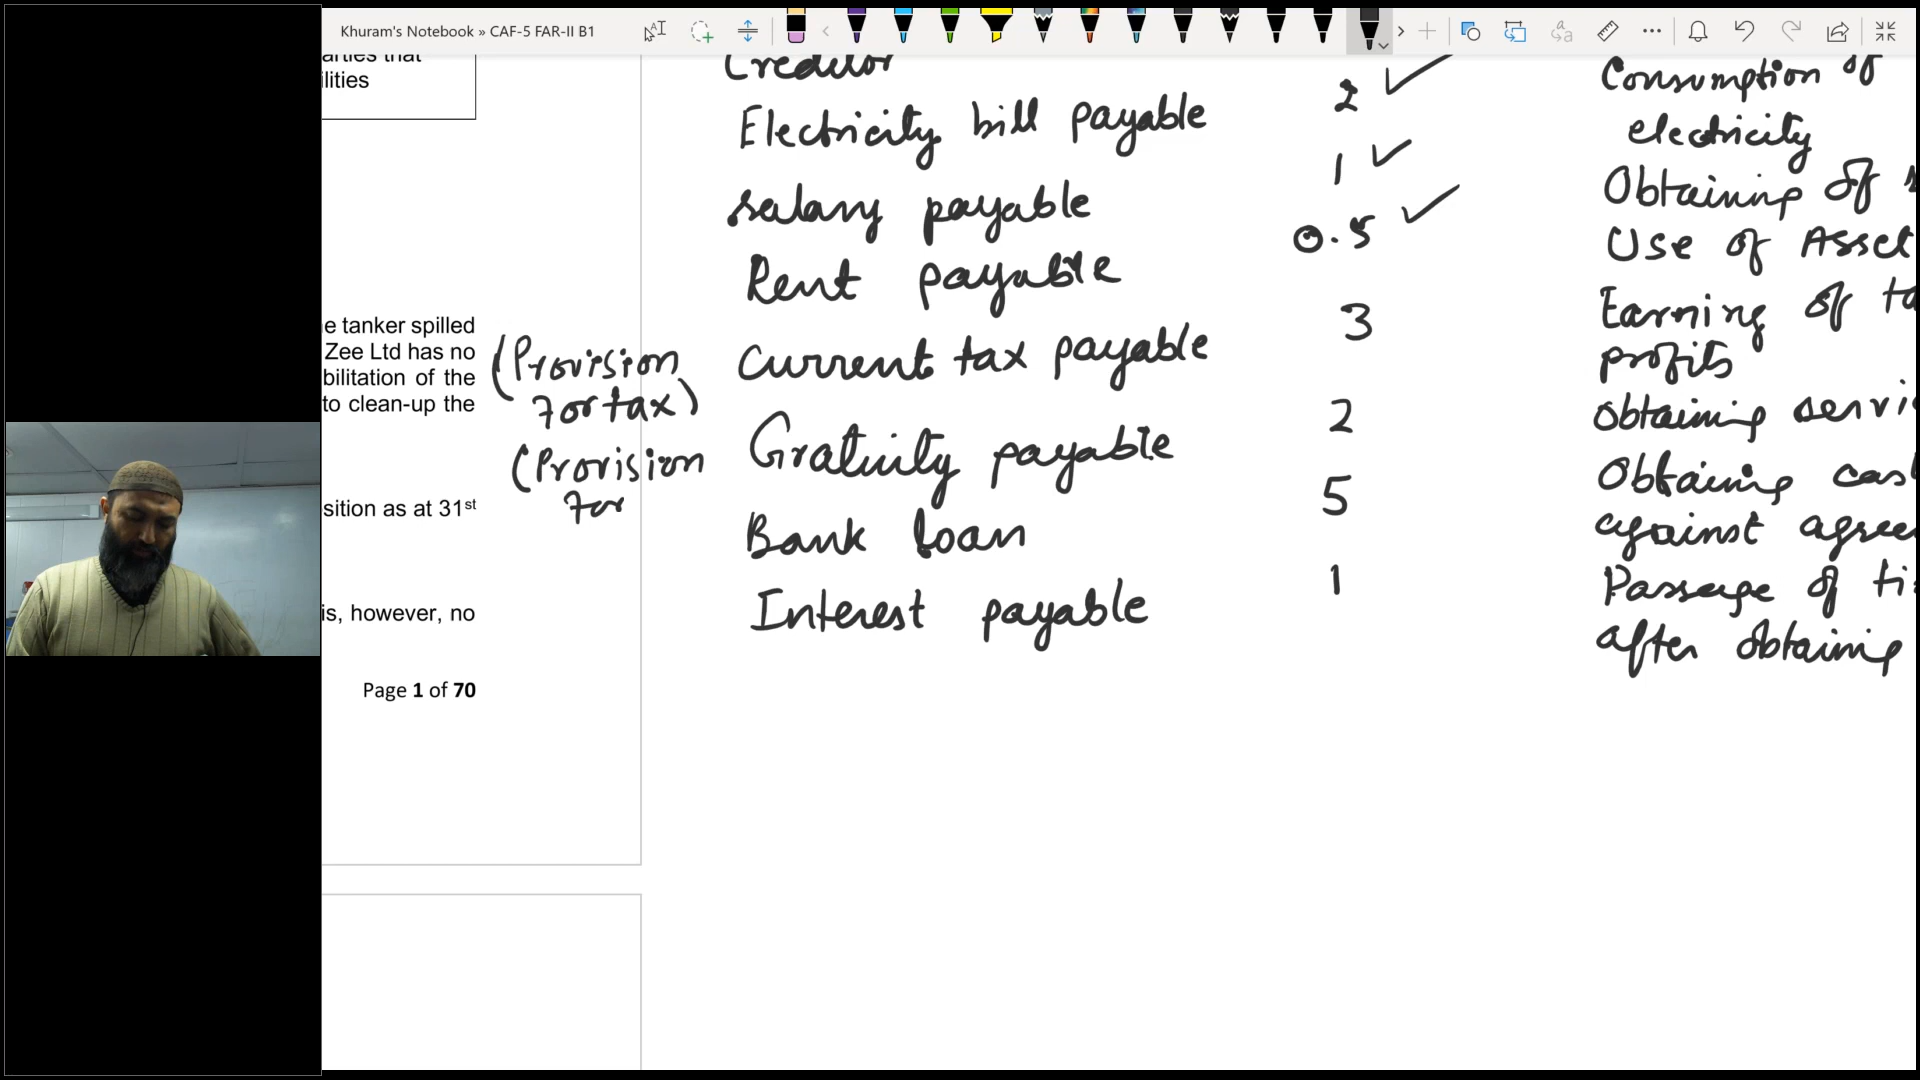 Khuram's Notebook » CAF-5 FAR-II B1
arties that
ilities
e tanker spilled
Zee Ltd has no
bilitation of the
to clean-up the
sition as at 31st
is, however, no
Page 1 of 70
(Provision
For tax)
(Provision
For
Creditor
Electricity bill payable
Salary payable
Rent payable
Current tax payable
Gratuity payable
Bank loan
Interest payable
2 ✓
1 ✓
0.5 ✓
3
2
5
1
Consumption of
electricity
Obtaining of
Use of Asset
Earning of ta
profits
Obtaining servi
Obtaining cas
against agree
Passage of ti
after obtaining